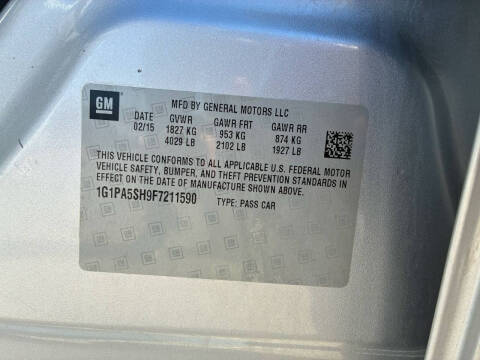 GM
MFD BY GENERAL MOTORS LLC
DATE GVWR GAWR FRT GAWR RR
02/15 1827 KG 953 KG 874 KG
4029 LB 2102 LB 1927 LB
THIS VEHICLE CONFORMS TO ALL APPLICABLE U.S. FEDERAL MOTOR
VEHICLE SAFETY, BUMPER, AND THEFT PREVENTION STANDARDS IN
EFFECT ON THE DATE OF MANUFACTURE SHOWN ABOVE.
1G1PA5SH9F7211590 TYPE: PASS CAR